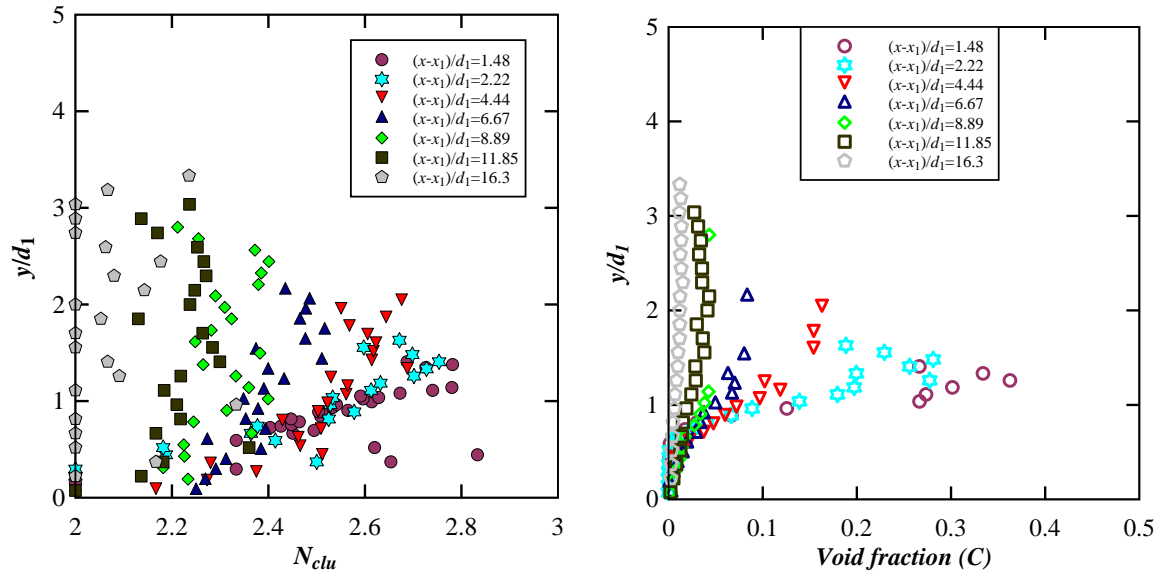 5
4
3
2
1
0
y/d1
2
2.2
2.4
2.6
2.8
3
Nclu
(x-x1)/d1=1.48
(x-x1)/d1=2.22
(x-x1)/d1=4.44
(x-x1)/d1=6.67
(x-x1)/d1=8.89
(x-x1)/d1=11.85
(x-x1)/d1=16.3
5
4
3
2
1
0
y/d1
0
0.1
0.2
0.3
0.4
0.5
Void fraction (C)
(x-x1)/d1=1.48
(x-x1)/d1=2.22
(x-x1)/d1=4.44
(x-x1)/d1=6.67
(x-x1)/d1=8.89
(x-x1)/d1=11.85
(x-x1)/d1=16.3